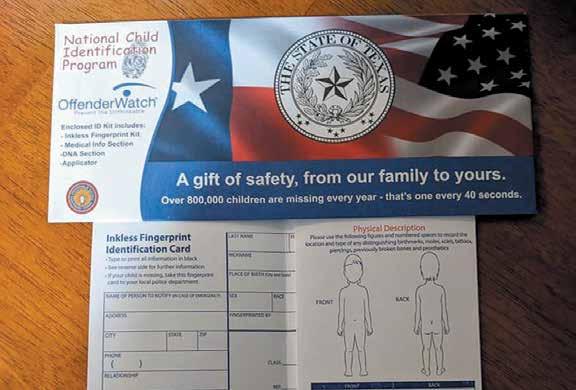 National Child
Identification
Program
OffenderWatch®
Prevent the Unthinkable
Enclosed ID Kit includes:
- Inkless Fingerprint Kit
- Medical Info Section
-DNA Section
-Applicator
THE STATE OF TEXAS
A gift of safety, from our family to yours.
Over 800,000 children are missing every year - that's one every 40 seconds.
Inkless Fingerprint
Identification Card
- Type or print all information in black
- See reverse side for further information
- If your child is missing, take this fingerprint
card to your local police department.
NAME OF PERSON TO NOTIFY (IN CASE OF EMERGENCY)
ADDRESS
CITY STATE ZIP
PHONE
( )
RELATIONSHIP
LAST NAME
NICKNAME
PLACE OF BIRTH (City and State)
SEX RACE
FINGERPRINTED BY
CLASS
REF.
Physical Description
Please use the following figures and numbered spaces to record the
location and type of any distinguishing birthmarks, moles, scars, tattoos,
piercings, previously broken bones and prosthetics
FRONT
BACK
FRONT BACK